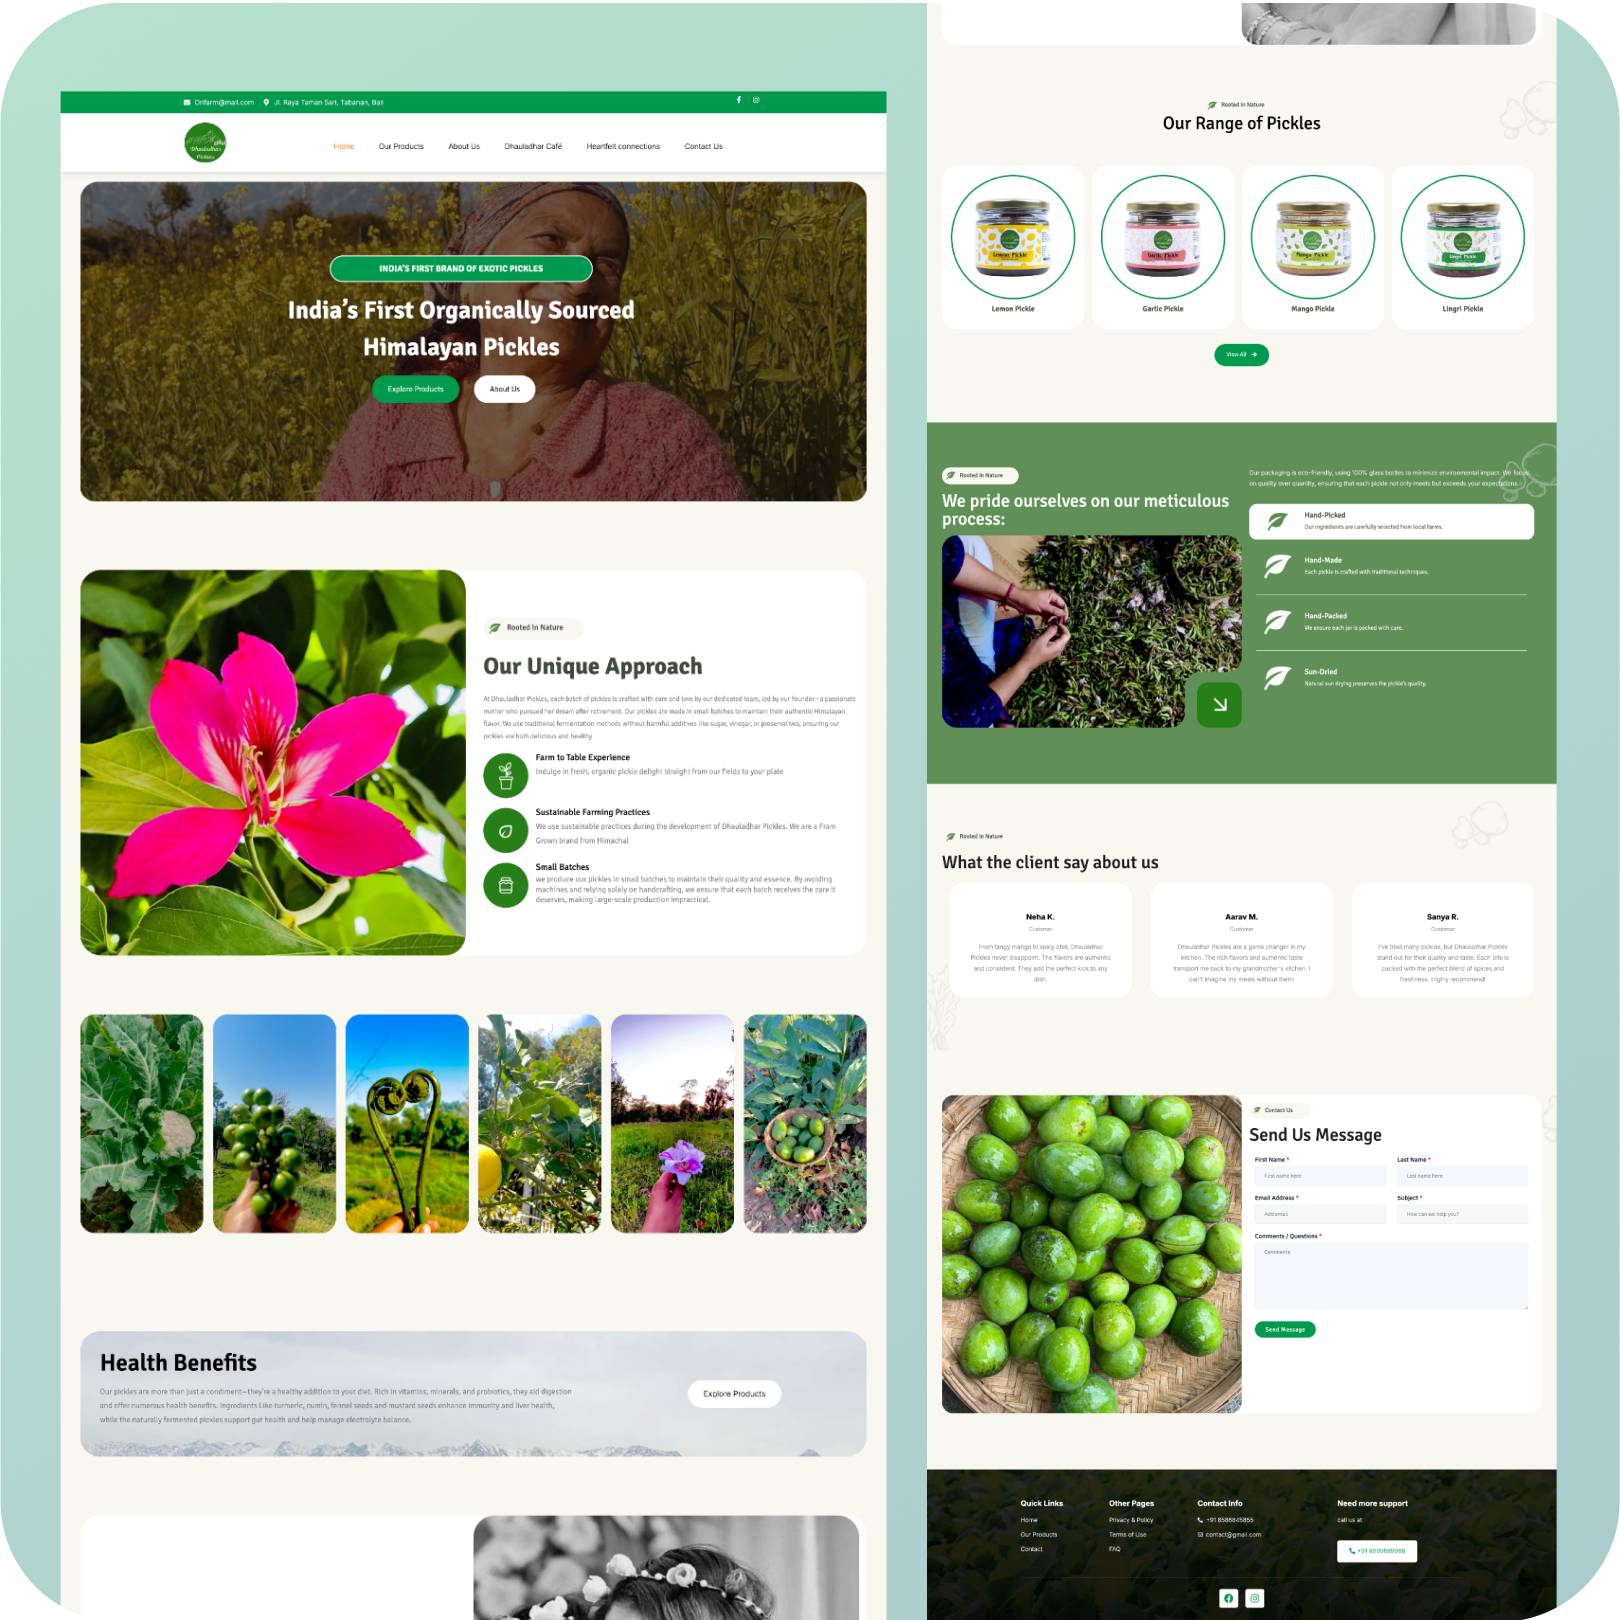 Orifarm@mail.com
Jl. Raya Taman Sari, Tabanan, Bali
Dhauladhar
Pickles
Home
Our Products
About Us
Dhauladhar Café
Heartfelt connections
Contact Us
INDIA'S FIRST BRAND OF EXOTIC PICKLES
India's First Organically Sourced
Himalayan Pickles
Explore Products
About Us
Rooted In Nature
Our Unique Approach
At Dhauladhar Pickles, each batch of pickles is crafted with care and love by our dedicated team, led by our founder—a passionate
mother who pursued her dream after retirement. Our pickles are made in small batches to maintain their authentic Himalayan
flavor. We use traditional fermentation methods without harmful additives like sugar, vinegar, or preservatives, ensuring our
pickles are both delicious and healthy
Farm to Table Experience
Indulge in fresh, organic pickle delight straight from our fields to your plate
Sustainable Farming Practices
We use sustainable practices during the development of Dhauladhar Pickles. We are a Fram
Grown brand from Himachal
Small Batches
we produce our pickles in small batches to maintain their quality and essence. By avoiding
machines and relying solely on handcrafting, we ensure that each batch receives the care it
deserves, making large-scale production impractical.
Health Benefits
Our pickles are more than just a condiment—they're a healthy addition to your diet. Rich in vitamins, minerals, and probiotics, they aid digestion
and offer numerous health benefits. Ingredients Like turmeric, cumin, fennel seeds and mustard seeds enhance immunity and liver health,
while the naturally fermented pickles support gut health and help manage electrolyte balance.
Explore Products
Rooted In Nature
Our Range of Pickles
Lemon Pickle
Garlic Pickle
Mango Pickle
Lingri Pickle
Lemon Pickle
Garlic Pickle
Mango Pickle
Lingri Pickle
View All
Rooted In Nature
We pride ourselves on our meticulous
process:
Our packaging is eco-friendly, using 100% glass bottles to minimize environmental impact. We focus
on quality over quantity, ensuring that each pickle not only meets but exceeds your expectations.
Hand-Picked
Our ingredients are carefully selected from local farms.
Hand-Made
Each pickle is crafted with traditional techniques.
Hand-Packed
We ensure each jar is packed with care.
Sun-Dried
Natural sun drying preserves the pickle's quality.
Rooted In Nature
What the client say about us
Neha K.
Customer
From tangy mango to spicy chili, Dhauladhar
Pickles never disappoint. The flavors are authentic
and consistent. They add the perfect kick to any
dish.
Aarav M.
Customer
Dhauladhar Pickles are a game changer in my
kitchen. The rich flavors and authentic taste
transport me back to my grandmother's kitchen. I
can't imagine my meals without them!
Sanya R.
Customer
I've tried many pickles, but Dhauladhar Pickles
stand out for their quality and taste. Each bite is
packed with the perfect blend of spices and
freshness. Highly recommend!
Contact Us
Send Us Message
First Name *
Last Name *
First name here
Last name here
Email Address *
Subject *
Add email
How can we help you?
Comments / Questions *
Comments
Send Message
Quick Links
Home
Our Products
Contact
Other Pages
Privacy & Policy
Terms of Use
FAQ
Contact Info
+91 8586845855
contact@gmail.com
Need more support
call us at
+91 8899889988